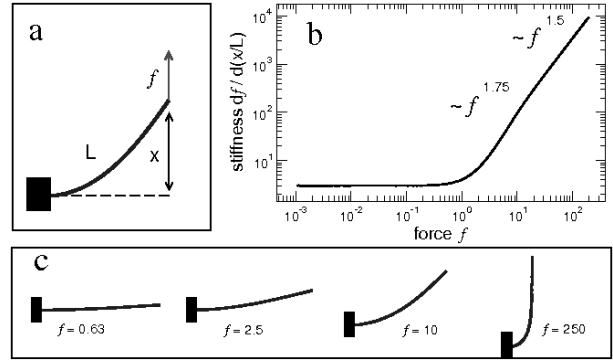 a
f
L
x
b
stiffness df / d(x/L)
10^4
10^3
10^2
10^1
~ f^1.5
~ f^1.75
10^-3
10^-2
10^-1
10^0
10^1
10^2
force f
c
f = 0.63
f = 2.5
f = 10
f = 250